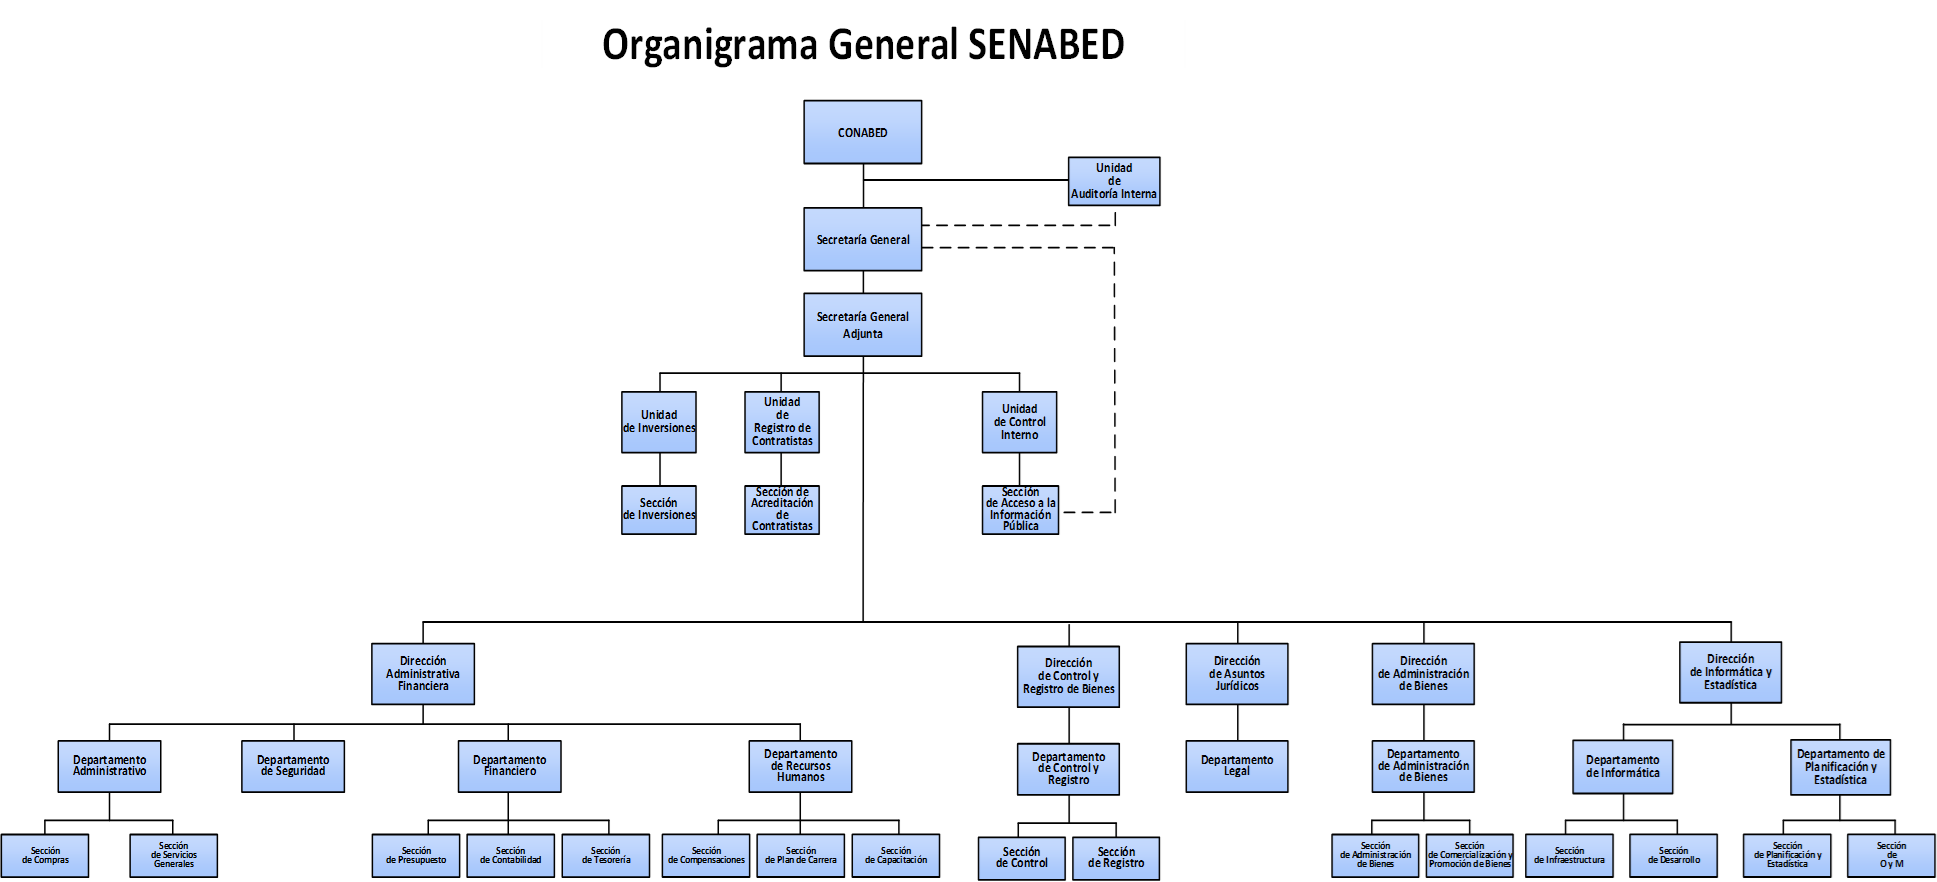 Organigrama General SENABED
CONABED
Unidad
de
Auditoría Interna
Secretaría General
Secretaría General
Adjunta
Unidad
de Inversiones
Unidad
de
Registro de
Contratistas
Unidad
de Control
Interno
Sección
de Inversiones
Sección de
Acreditación
de
Contratistas
Sección
de Acceso a la
Información
Pública
Dirección
Administrativa
Financiera
Dirección
de Control y
Registro de Bienes
Dirección
de Asuntos
Jurídicos
Dirección
de Administración
de Bienes
Dirección
de Informática y
Estadística
Departamento
Administrativo
Departamento
de Seguridad
Departamento
Financiero
Departamento
de Recursos
Humanos
Departamento
de Control y
Registro
Departamento
Legal
Departamento
de Administración
de Bienes
Departamento
de Informática
Departamento de
Planificación y
Estadística
Sección
de Compras
Sección
de Servicios
Generales
Sección
de Presupuesto
Sección
de Contabilidad
Sección
de Tesorería
Sección
de Compensaciones
Sección
de Plan de Carrera
Sección
de Capacitación
Sección
de Control
Sección
de Registro
Sección
de Administración
de Bienes
Sección
de Comercialización y
Promoción de Bienes
Sección
de Infraestructura
Sección
de Desarrollo
Sección
de Planificación y
Estadística
Sección
de
O y M